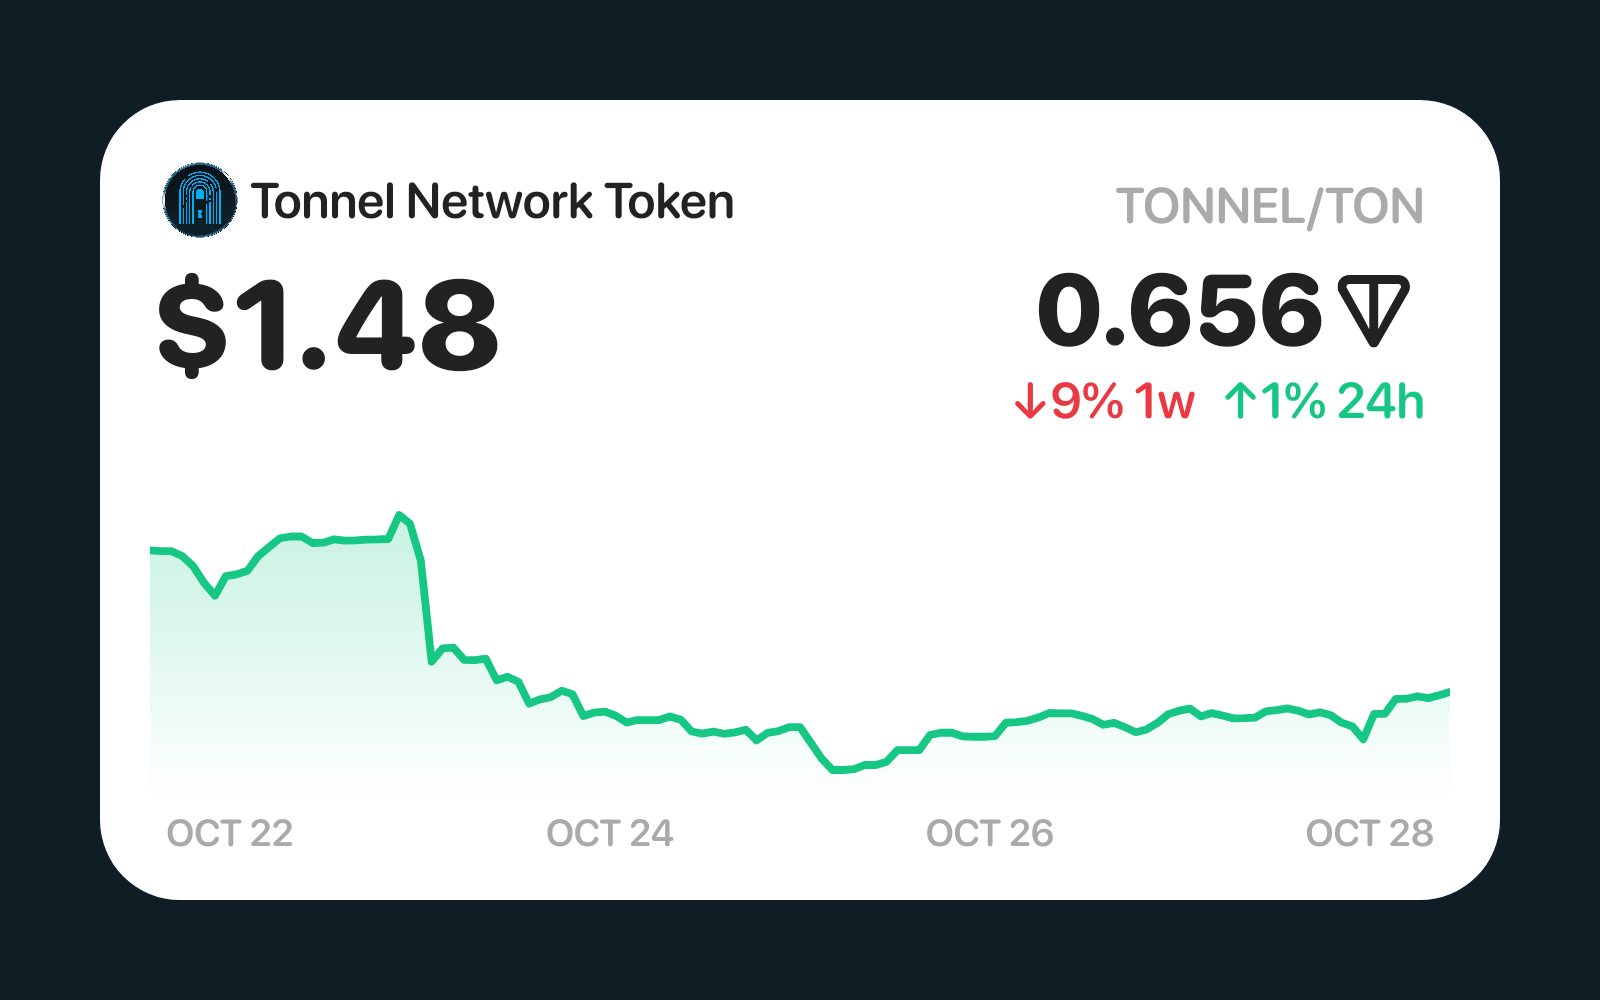 Tonnel Network Token
TONNEL/TON
$1.48
0.656
↓9% 1w ↑1% 24h
OCT 22 OCT 24 OCT 26 OCT 28